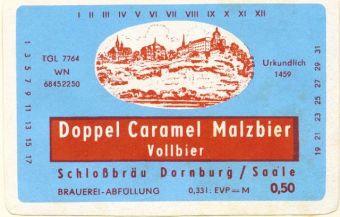 I II III IV V VI VII VIII IX X XI XII
1 3 5 7 9 11 13 15 17
TGL 7764
WN
68452250
Urkundlich
1459
19 21 23 25 27 29 31
Doppel Caramel Malzbier
Vollbier
Schloßbräu Dornburg / Saale
BRAUEREI-ABFÜLLUNG 0,33 l: EVP = M 0,50